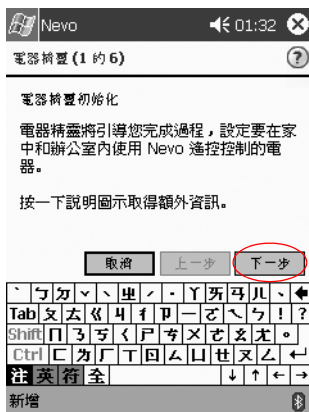 Nevo 01:32
電器精靈(1 的 6)
電器精靈初始化
電器精靈將引導您完成過程，設定要在家
中和辦公室內使用 Nevo 遙控控制的電
器。
按一下說明圖示取得額外資訊。
取消 上一步 下一步
ˋ ㄅ ㄉ ˇ ˋ ㄓ ˊ ˙ ㄚ ㄞ ㄢ ㄦ 、
Tab ㄆ ㄊ ㄍ ㄐ ㄔ ㄗ ㄧ ㄛ ㄟ ㄣ ! ?
Shift ㄇ ㄋ ㄎ ㄑ ㄕ ㄘ ㄨ ㄜ ㄠ ㄤ 。
Ctrl ㄈ ㄌ ㄏ ㄒ ㄖ ㄙ ㄩ ㄝ ㄡ ㄥ
注 英 符 全 ↓ ↑ ← →
新增